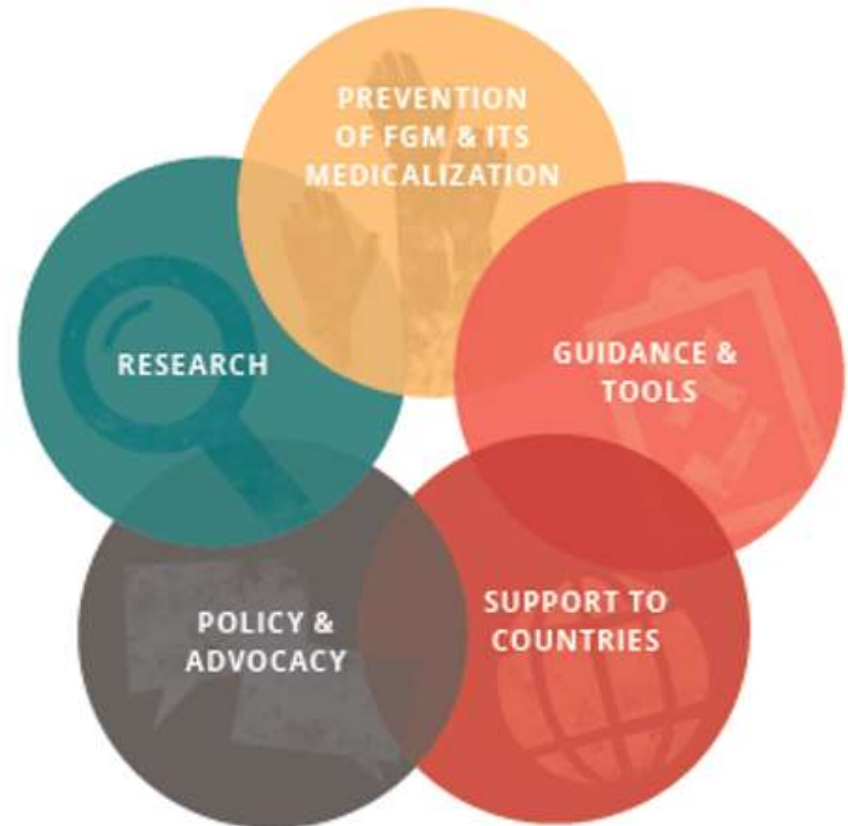 PREVENTION
OF FGM & ITS
MEDICALIZATION
GUIDANCE &
TOOLS
SUPPORT TO
COUNTRIES
POLICY &
ADVOCACY
RESEARCH